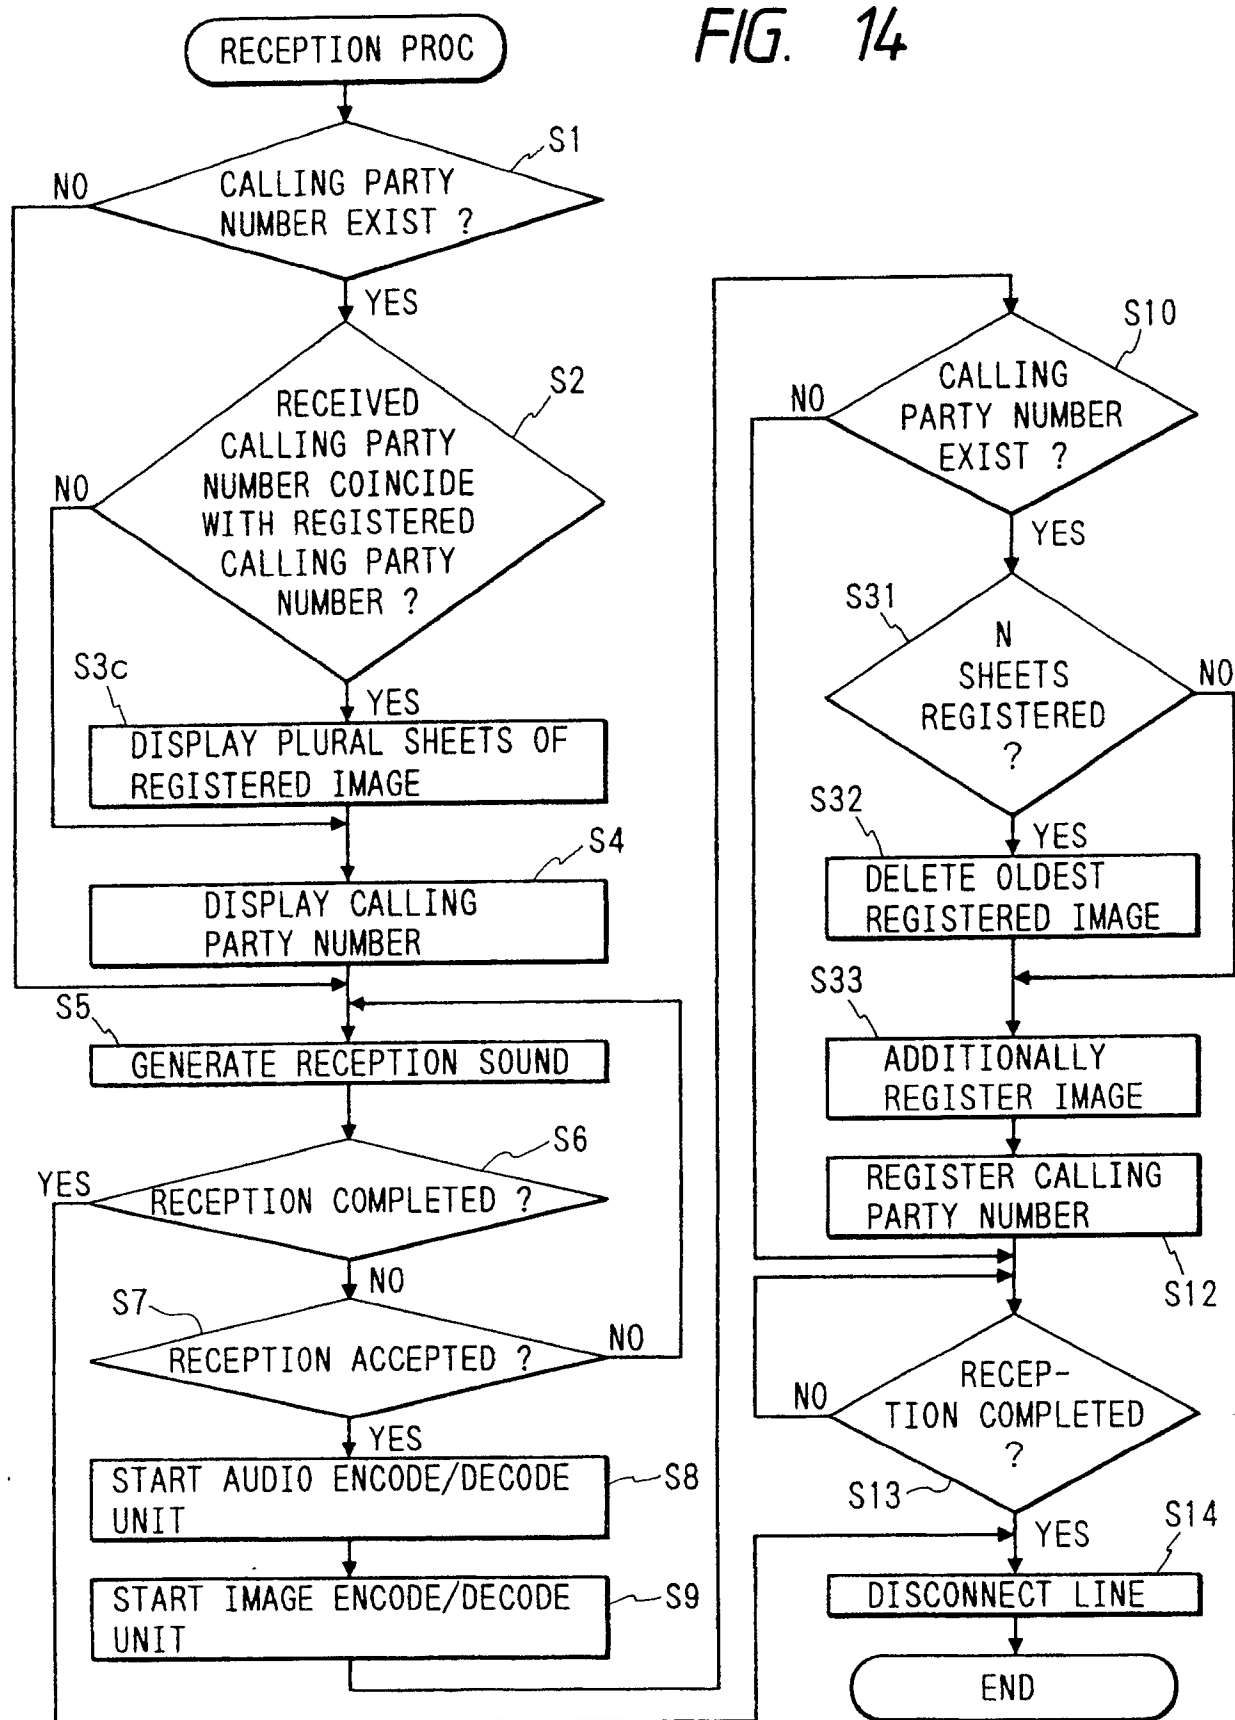 FIG. 14
RECEPTION PROC
S1
CALLING PARTY
NUMBER EXIST ?
NO
YES
S2
RECEIVED
CALLING PARTY
NUMBER COINCIDE
WITH REGISTERED
CALLING PARTY
NUMBER ?
NO
YES
S3c
DISPLAY PLURAL SHEETS OF
REGISTERED IMAGE
S4
DISPLAY CALLING
PARTY NUMBER
S5
GENERATE RECEPTION SOUND
S6
RECEPTION COMPLETED ?
YES
NO
S7
RECEPTION ACCEPTED ?
NO
YES
S8
START AUDIO ENCODE/DECODE
UNIT
S9
START IMAGE ENCODE/DECODE
UNIT
S10
CALLING
PARTY NUMBER
EXIST ?
NO
YES
S31
N
SHEETS
REGISTERED
?
NO
YES
S32
DELETE OLDEST
REGISTERED IMAGE
S33
ADDITIONALLY
REGISTER IMAGE
REGISTER CALLING
PARTY NUMBER
S12
RECEP-
TION COMPLETED
?
NO
S13
YES
S14
DISCONNECT LINE
END